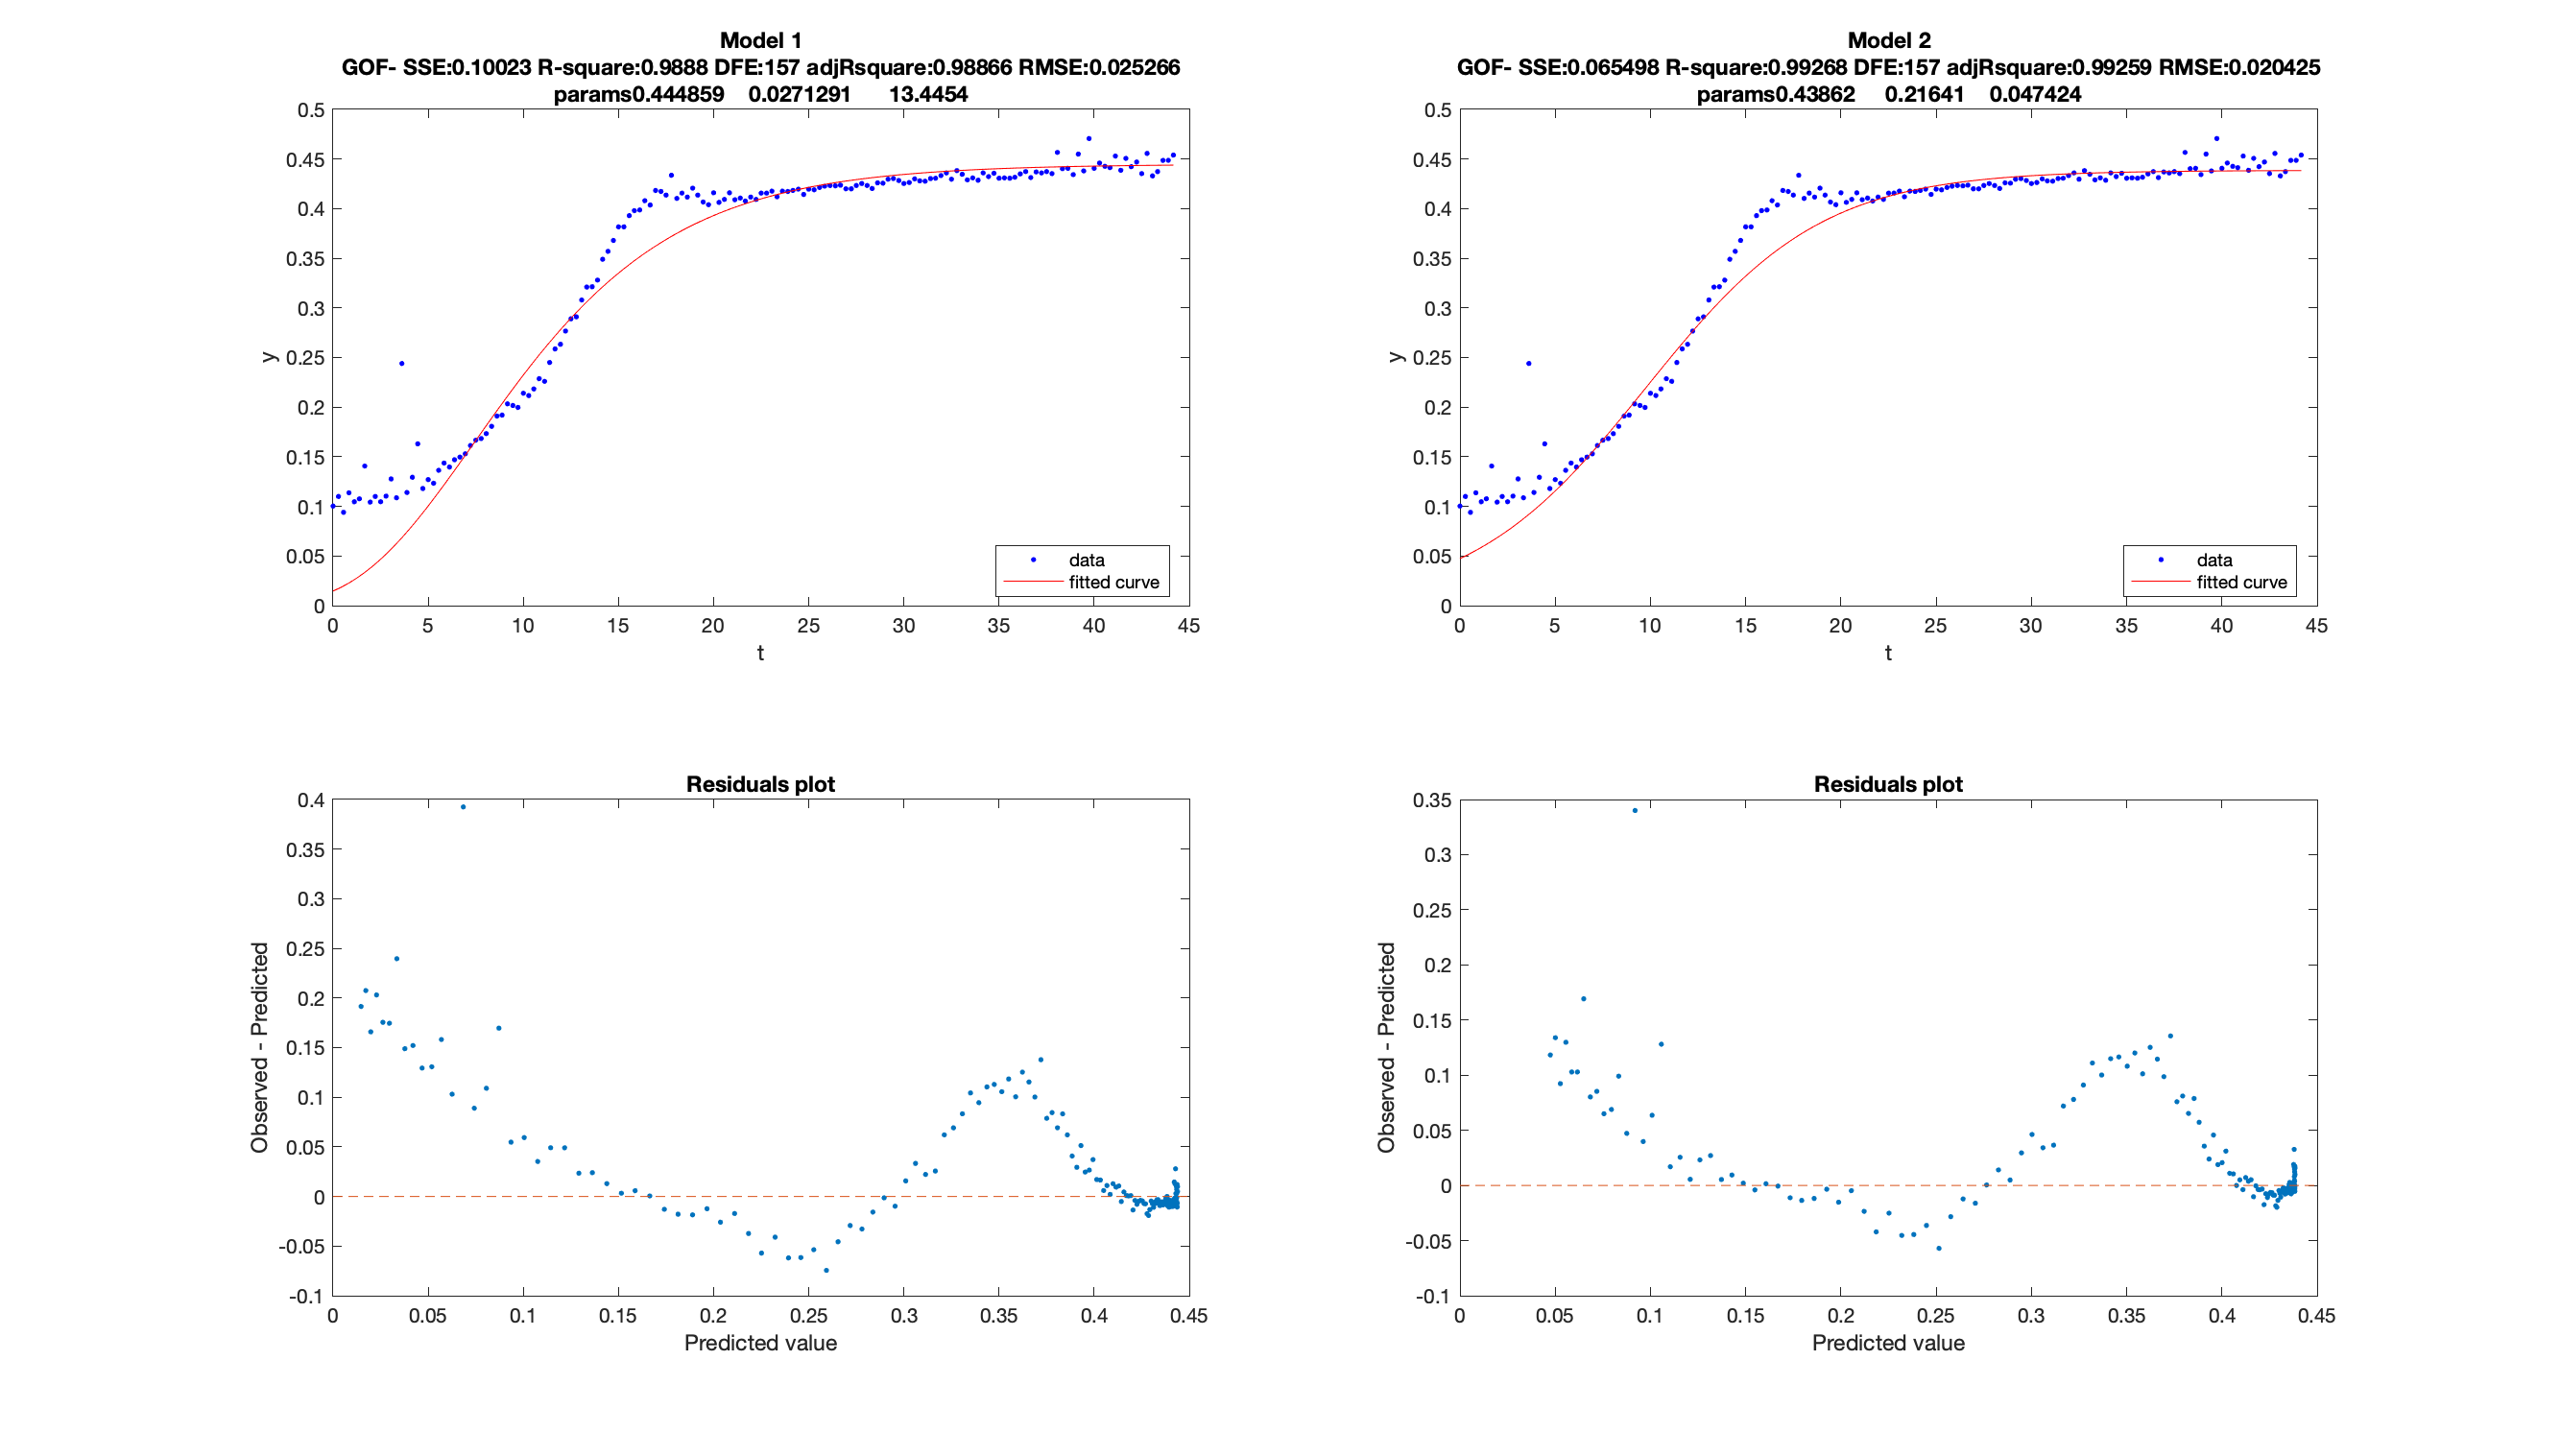 Model 1
GOF- SSE:0.10023 R-square:0.9888 DFE:157 adjRsquare:0.98866 RMSE:0.025266
params0.444859 0.0271291 13.4454
0.5
0.45
0.4
0.35
0.3
0.25
0.2
0.15
0.1
0.05
0
y
0 5 10 15 20 25 30 35 40 45
t
data
fitted curve
Model 2
GOF- SSE:0.065498 R-square:0.99268 DFE:157 adjRsquare:0.99259 RMSE:0.020425
params0.43862 0.21641 0.047424
0.5
0.45
0.4
0.35
0.3
0.25
0.2
0.15
0.1
0.05
0
y
0 5 10 15 20 25 30 35 40 45
t
data
fitted curve
Residuals plot
0.4
0.35
0.3
0.25
0.2
0.15
0.1
0.05
0
-0.05
-0.1
Observed - Predicted
0 0.05 0.1 0.15 0.2 0.25 0.3 0.35 0.4 0.45
Predicted value
Residuals plot
0.35
0.3
0.25
0.2
0.15
0.1
0.05
0
-0.05
-0.1
Observed - Predicted
0 0.05 0.1 0.15 0.2 0.25 0.3 0.35 0.4 0.45
Predicted value